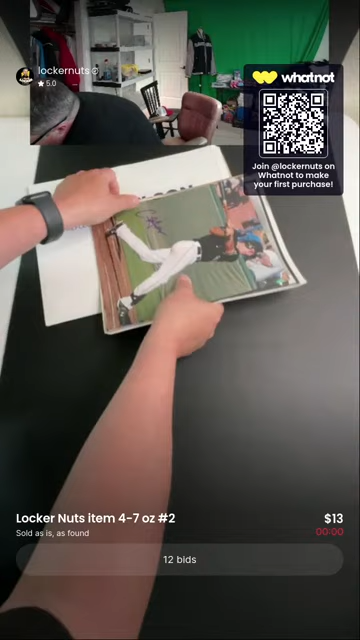 lockernuts
★ 5.0
whatnot
Join @lockernuts on
Whatnot to make
your first purchase!
Locker Nuts item 4-7 oz #2
$13
Sold as is, as found
00:00
12 bids